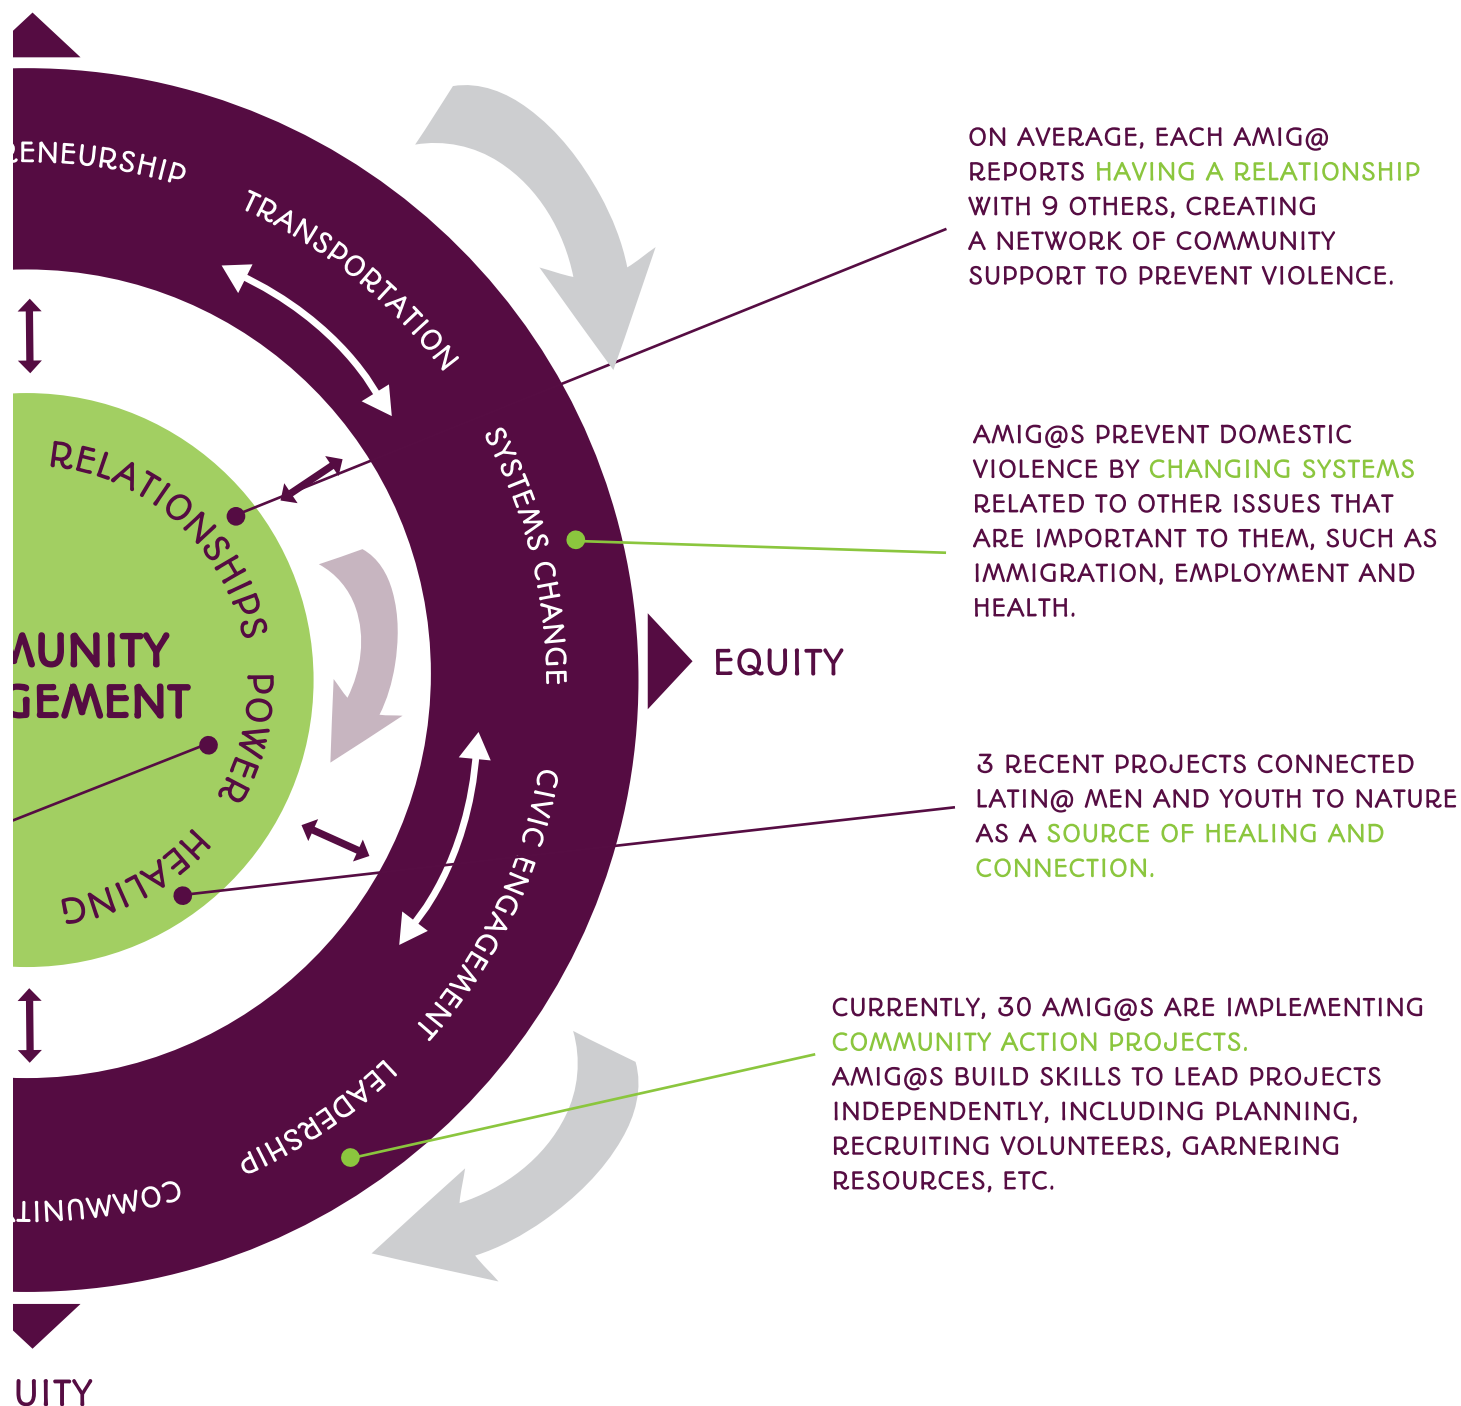 RENEURSHIP
TRANSPORTATION
SYSTEMS CHANGE
CIVIC ENGAGEMENT
LEADERSHIP
COMMUNIT
RELATIONSHIPS
POWER
HEALING
MUNITY
GEMENT
EQUITY
UITY
ON AVERAGE, EACH AMIG@
REPORTS HAVING A RELATIONSHIP
WITH 9 OTHERS, CREATING
A NETWORK OF COMMUNITY
SUPPORT TO PREVENT VIOLENCE.
AMIG@S PREVENT DOMESTIC
VIOLENCE BY CHANGING SYSTEMS
RELATED TO OTHER ISSUES THAT
ARE IMPORTANT TO THEM, SUCH AS
IMMIGRATION, EMPLOYMENT AND
HEALTH.
3 RECENT PROJECTS CONNECTED
LATIN@ MEN AND YOUTH TO NATURE
AS A SOURCE OF HEALING AND
CONNECTION.
CURRENTLY, 30 AMIG@S ARE IMPLEMENTING
COMMUNITY ACTION PROJECTS.
AMIG@S BUILD SKILLS TO LEAD PROJECTS
INDEPENDENTLY, INCLUDING PLANNING,
RECRUITING VOLUNTEERS, GARNERING
RESOURCES, ETC.